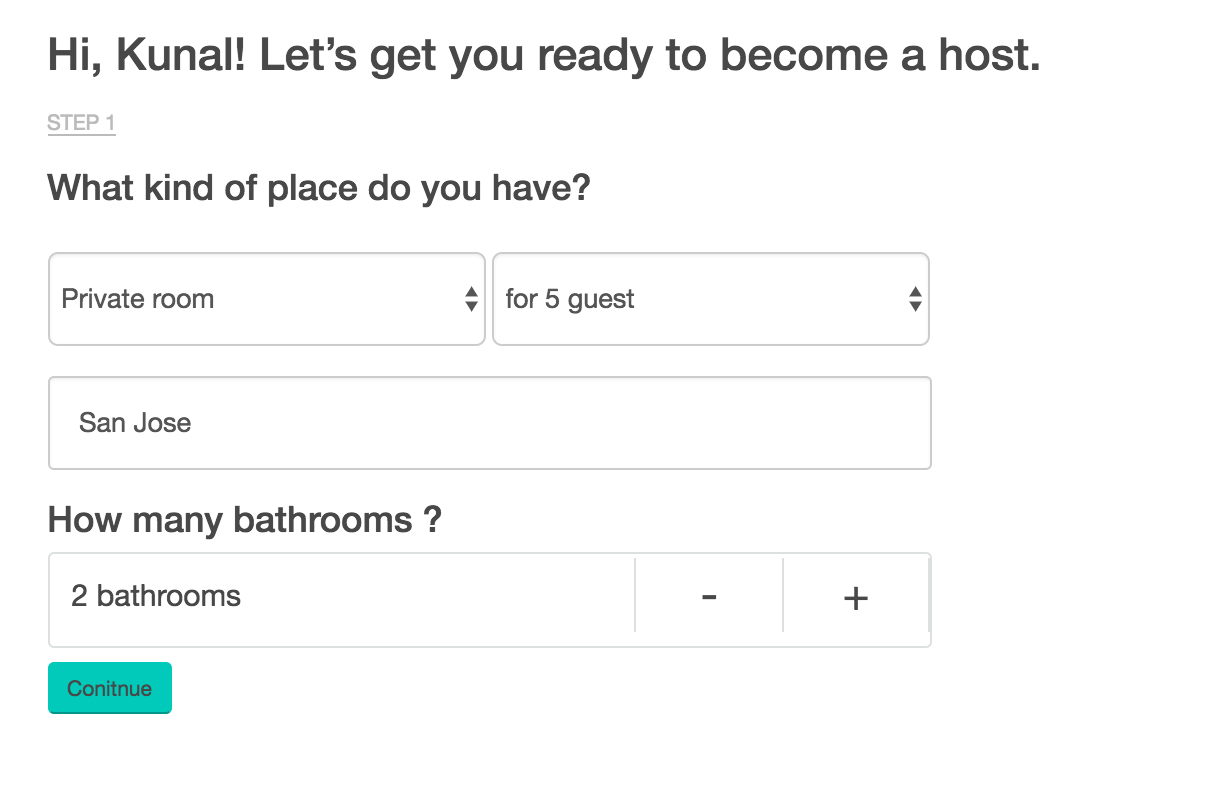 Hi, Kunal! Let’s get you ready to become a host.
STEP 1
What kind of place do you have?
Private room for 5 guest
San Jose
How many bathrooms ?
2 bathrooms - +
Conitnue